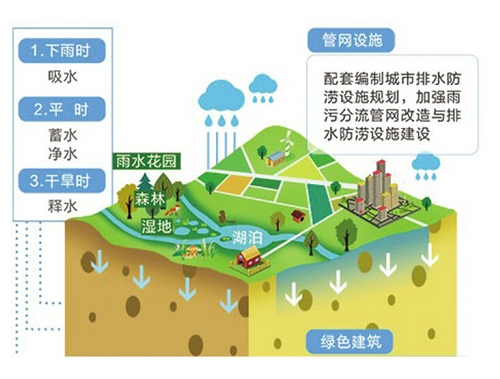 1.下雨时
吸水
2.平 时
蓄水
净水
3.干旱时
释水
管网设施
配套编制城市排水防
涝设施规划，加强雨
污分流管网改造与排
水防涝设施建设
雨水花园
森林
湿地
湖泊
绿色建筑